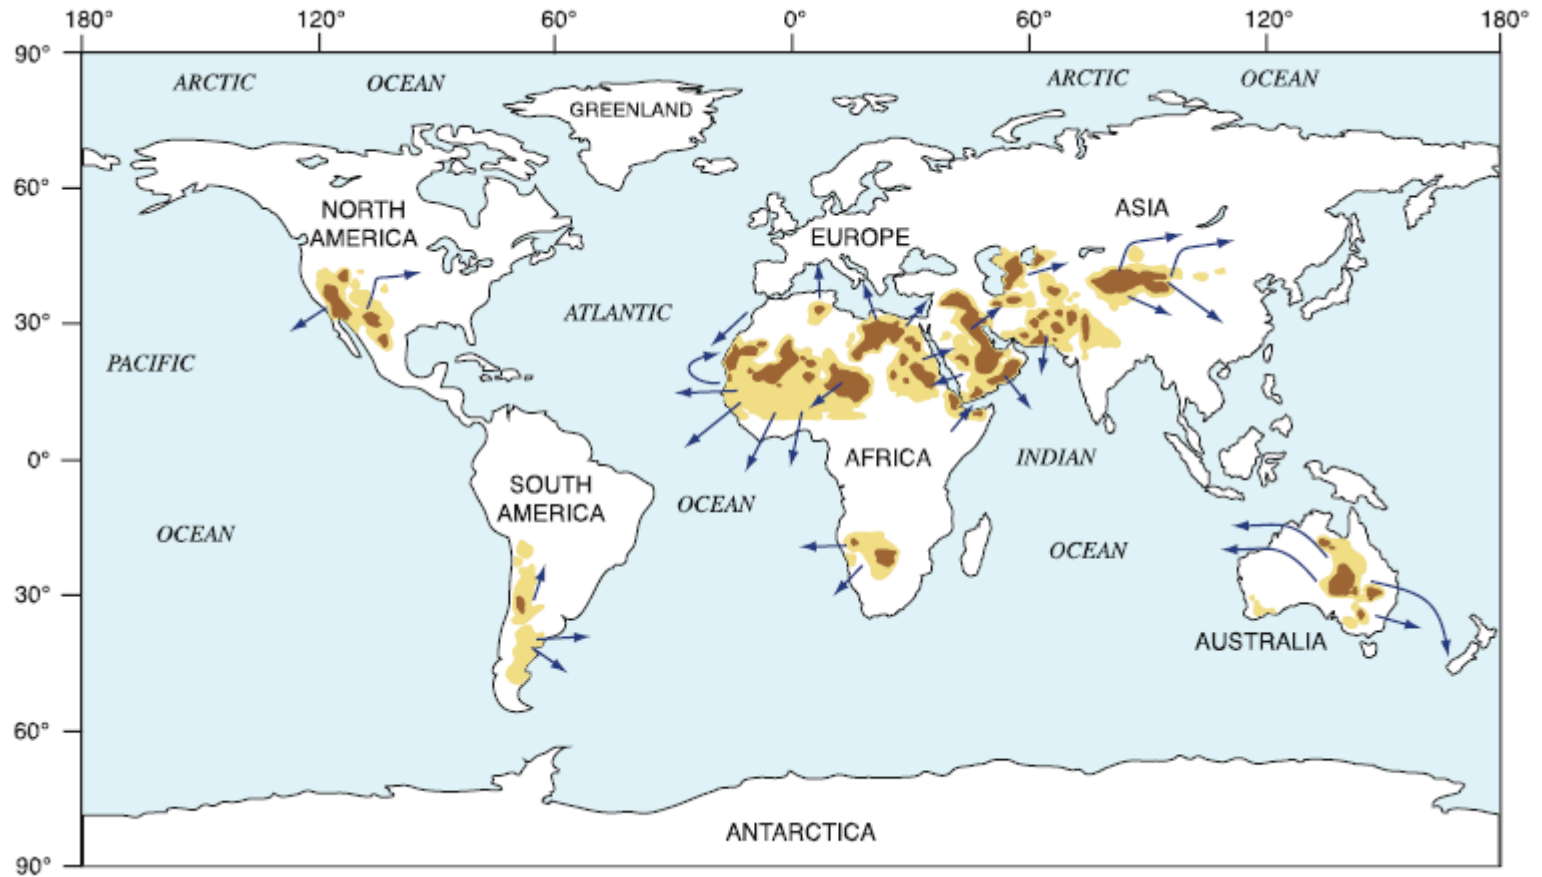 180° 120° 60° 0° 60° 120° 180°
90°
ARCTIC OCEAN ARCTIC OCEAN
GREENLAND
60°
NORTH
AMERICA
EUROPE
ASIA
ATLANTIC
30°
PACIFIC
0°
AFRICA
INDIAN
SOUTH
AMERICA
OCEAN
OCEAN
OCEAN
30°
AUSTRALIA
60°
ANTARCTICA
90°